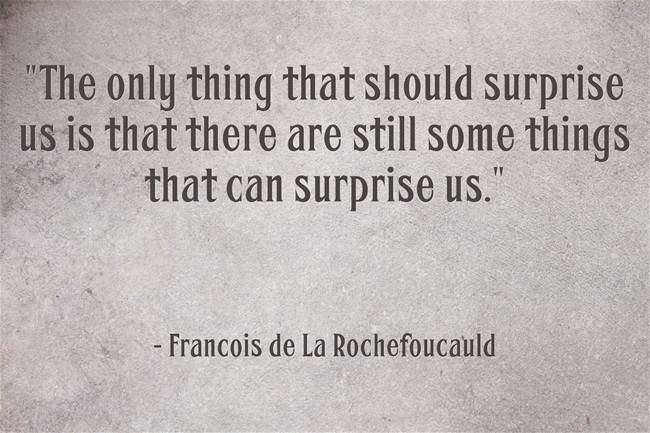 "The only thing that should surprise
us is that there are still some things
that can surprise us."
- Francois de La Rochefoucauld